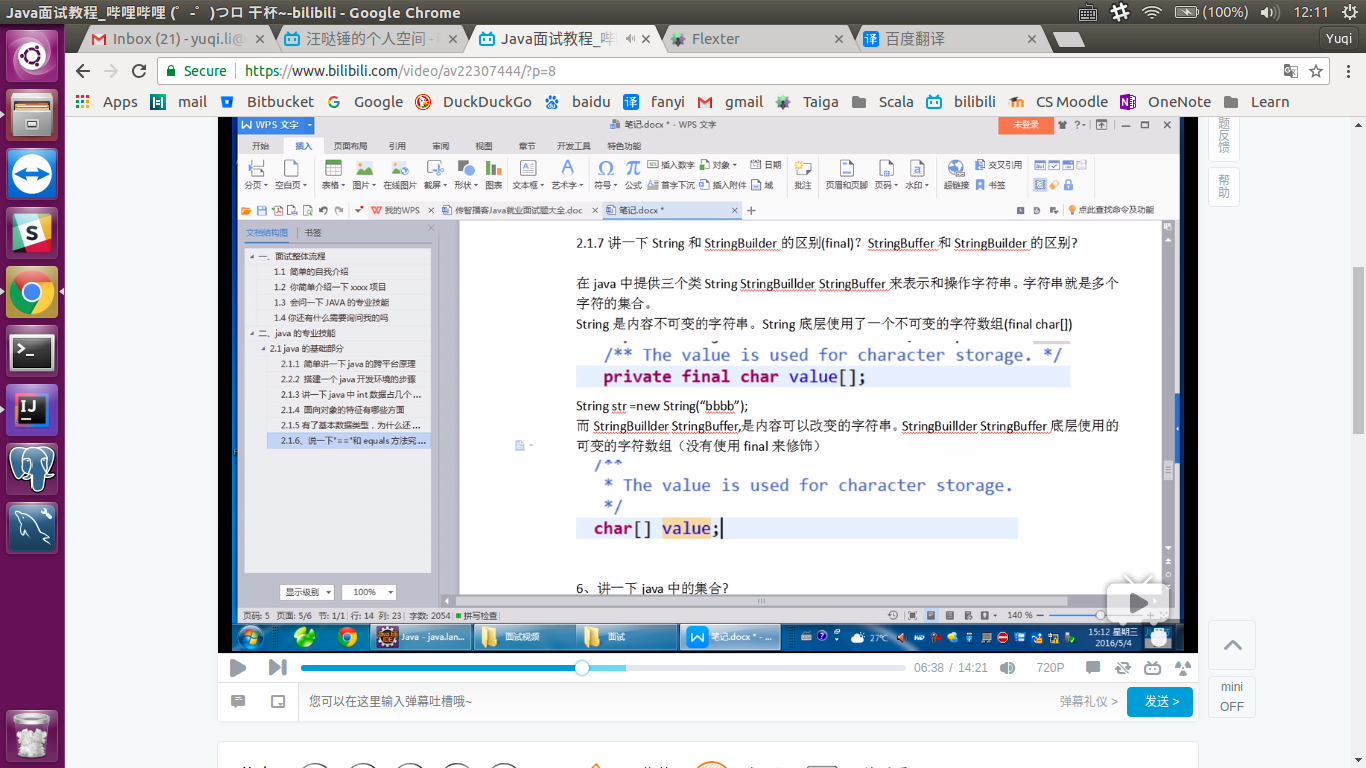 Java面试教程_哔哩哔哩 (゜-゜)つロ 干杯~-bilibili - Google Chrome
(100%)
12:11
Inbox (21) - yuqi.li@
汪哒锤的个人空间 -
Java面试教程_哔
Flexter
百度翻译
Yuqi
Secure
https://www.bilibili.com/video/av22307444/?p=8
Apps
mail
Bitbucket
Google
DuckDuckGo
baidu
fanyi
gmail
Taiga
Scala
bilibili
CS Moodle
OneNote
Learn
WPS 文字
笔记.docx * - WPS 文字
未登录
开始 插入 页面布局 引用 审阅 视图 章节 开发工具 特色功能
分页 空白页 表格 图片 在线图片 截屏 形状 图表 文本框 艺术字 符号 公式 插入数字 首字下沉 对象 插入附件 日期 域 批注 页眉和页脚 页码 水印 超链接 交叉引用 书签
我的WPS
传智播客Java就业面试题大全.doc
笔记.docx *
点此查找命令及功能
文档结构图 书签
一、面试整体流程
1.1 简单的自我介绍
1.2 你简单介绍一下 xxxx 项目
1.3 会问一下 JAVA 的专业技能
1.4 你还有什么需要询问我的吗
二、java 的专业技能
2.1 java 的基础部分
2.1.1 简单讲一下 java 的跨平台原理
2.2.2 搭建一个 java 开发环境的步骤
2.1.3 讲一下 java 中 int 数据占几个 ...
2.1.4 面向对象的特征有哪些方面
2.1.5 有了基本数据类型，为什么还 ...
2.1.6、说一下"=="和 equals 方法究 ...
显示级别
100%
2.1.7 讲一下 String 和 StringBuilder 的区别(final)？StringBuffer 和 StringBuilder 的区别?
在 java 中提供三个类 String StringBuillder StringBuffer 来表示和操作字符串。字符串就是多个
字符的集合。
String 是内容不可变的字符串。String 底层使用了一个不可变的字符数组(final char[])
/** The value is used for character storage. */
private final char value[];
String str =new String(“bbbb”);
而 StringBuillder StringBuffer,是内容可以改变的字符串。StringBuillder StringBuffer 底层使用的
可变的字符数组（没有使用 final 来修饰）
/**
* The value is used for character storage.
*/
char[] value;
6、讲一下 java 中的集合?
页码: 5 页面: 5/6 节: 1/1 行: 14 列: 23 字数: 2054 拼写检查
140 %
Java - java.lan...
面试视频
面试
笔记.docx * - ...
27℃
15:12 星期三
2016/5/4
题反馈
帮助
06:38 / 14:21
720P
您可以在这里输入弹幕吐槽哦~
弹幕礼仪 >
发送 >
mini
OFF